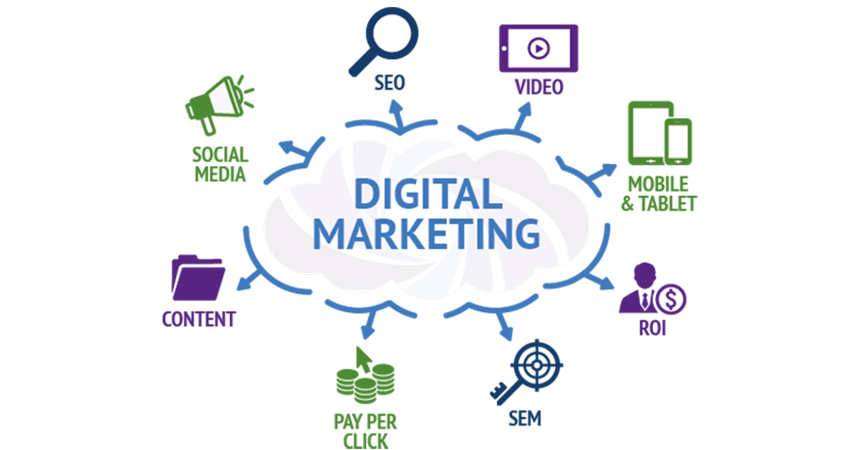 SEO
VIDEO
SOCIAL
MEDIA
MOBILE
& TABLET
DIGITAL
MARKETING
CONTENT
$
ROI
PAY PER
CLICK
SEM